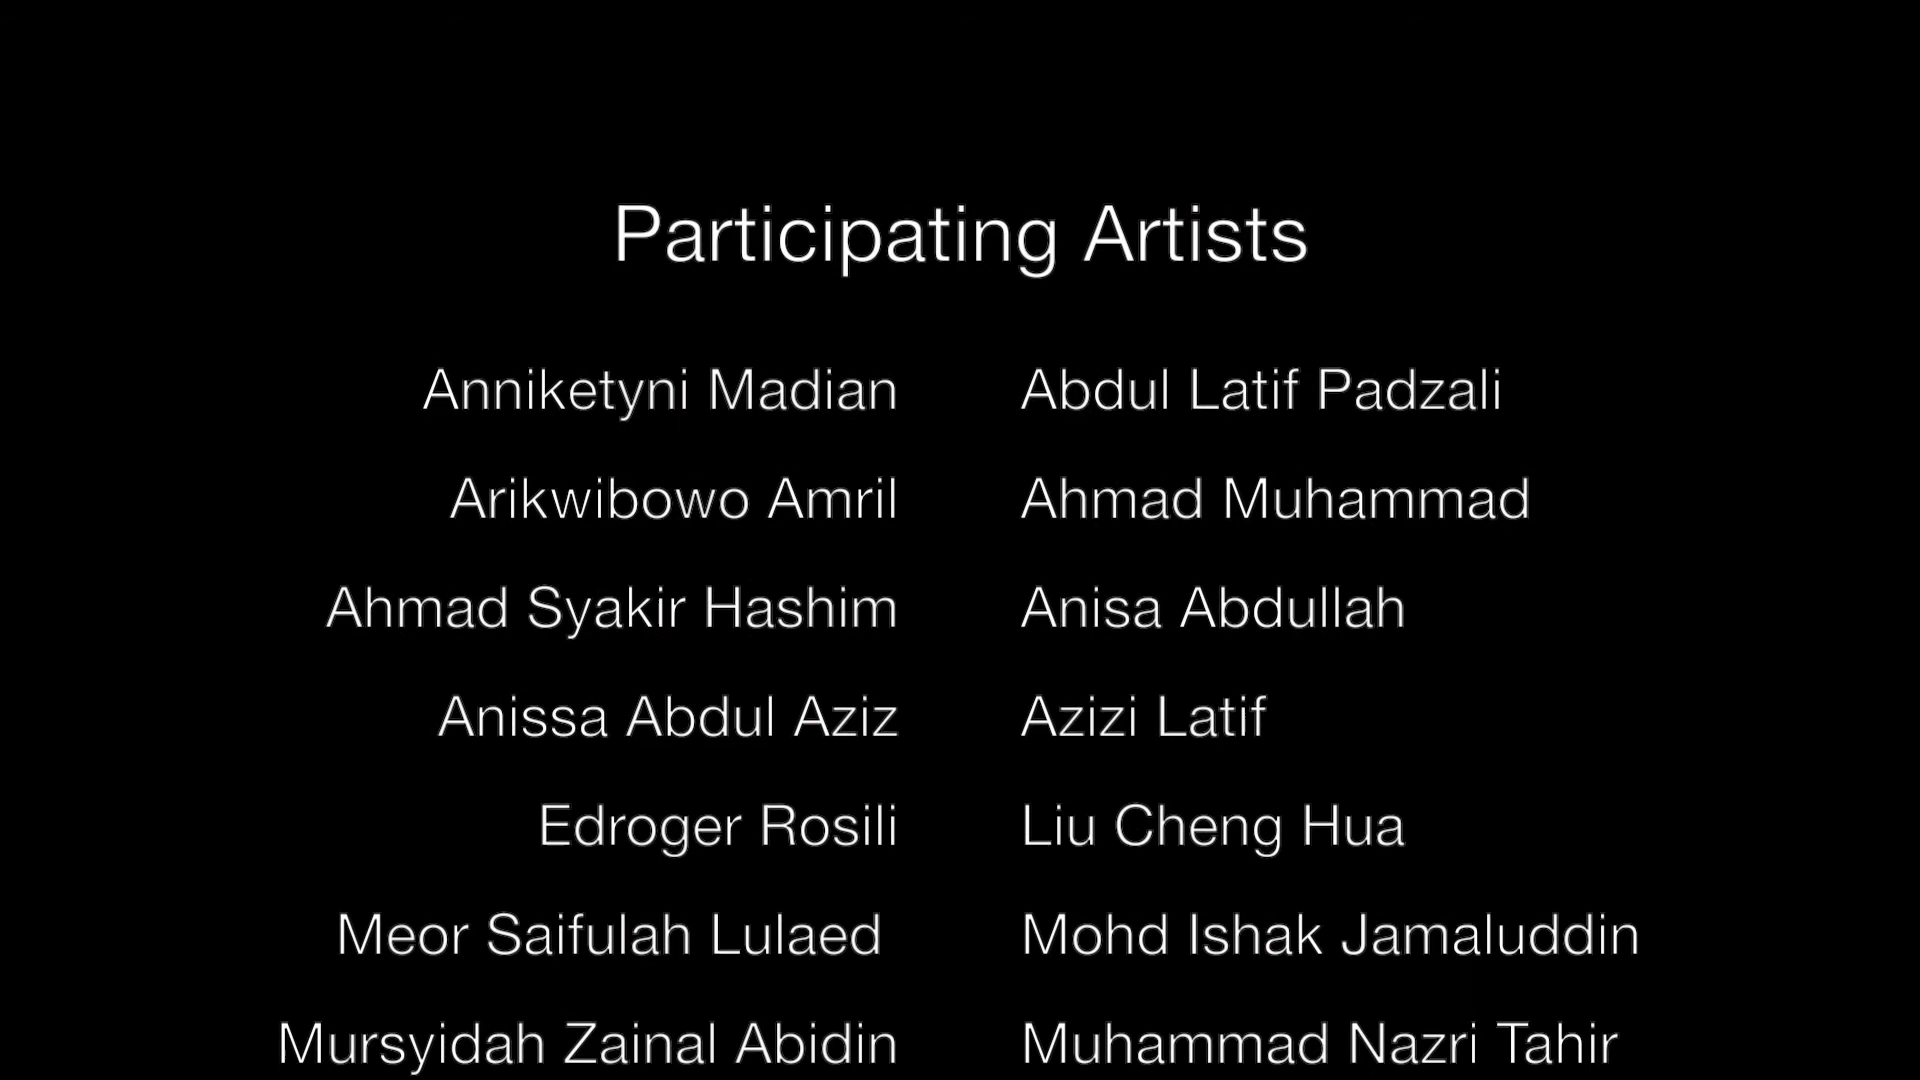 Participating Artists
Anniketyni Madian Abdul Latif Padzali
Arikwibowo Amril Ahmad Muhammad
Ahmad Syakir Hashim Anisa Abdullah
Anissa Abdul Aziz Azizi Latif
Edroger Rosili Liu Cheng Hua
Meor Saifulah Lulaed Mohd Ishak Jamaluddin
Mursyidah Zainal Abidin Muhammad Nazri Tahir